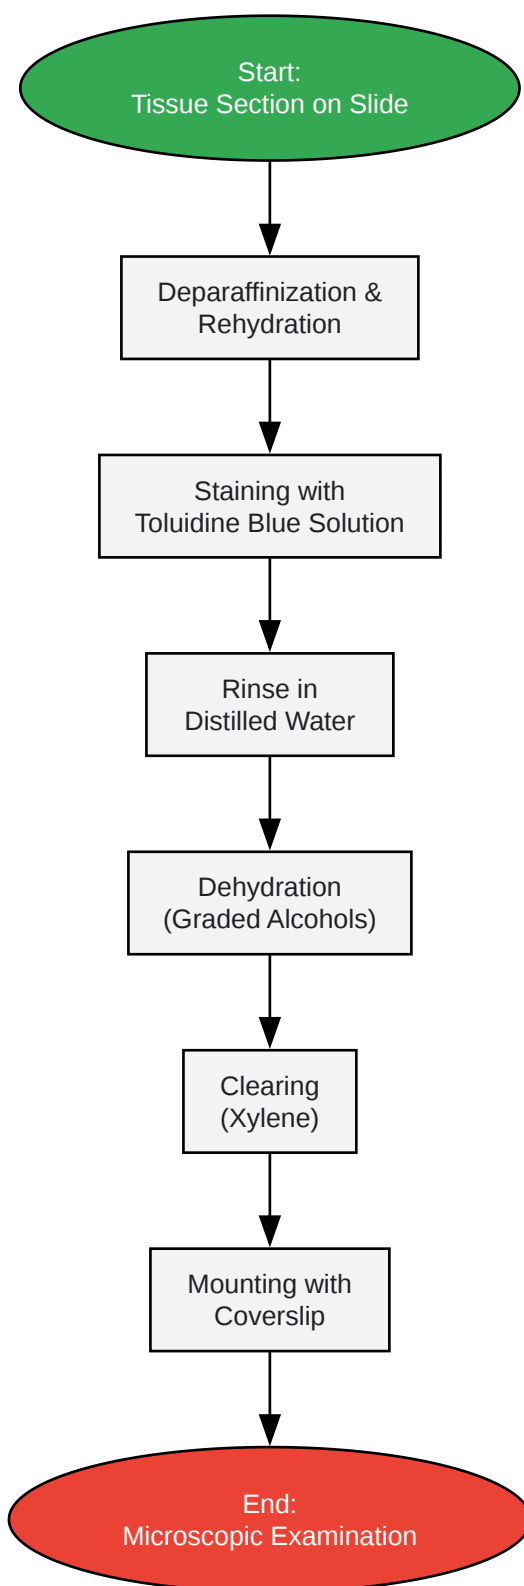 Start:
Tissue Section on Slide
Deparaffinization &
Rehydration
Staining with
Toluidine Blue Solution
Rinse in
Distilled Water
Dehydration
(Graded Alcohols)
Clearing
(Xylene)
Mounting with
Coverslip
End:
Microscopic Examination